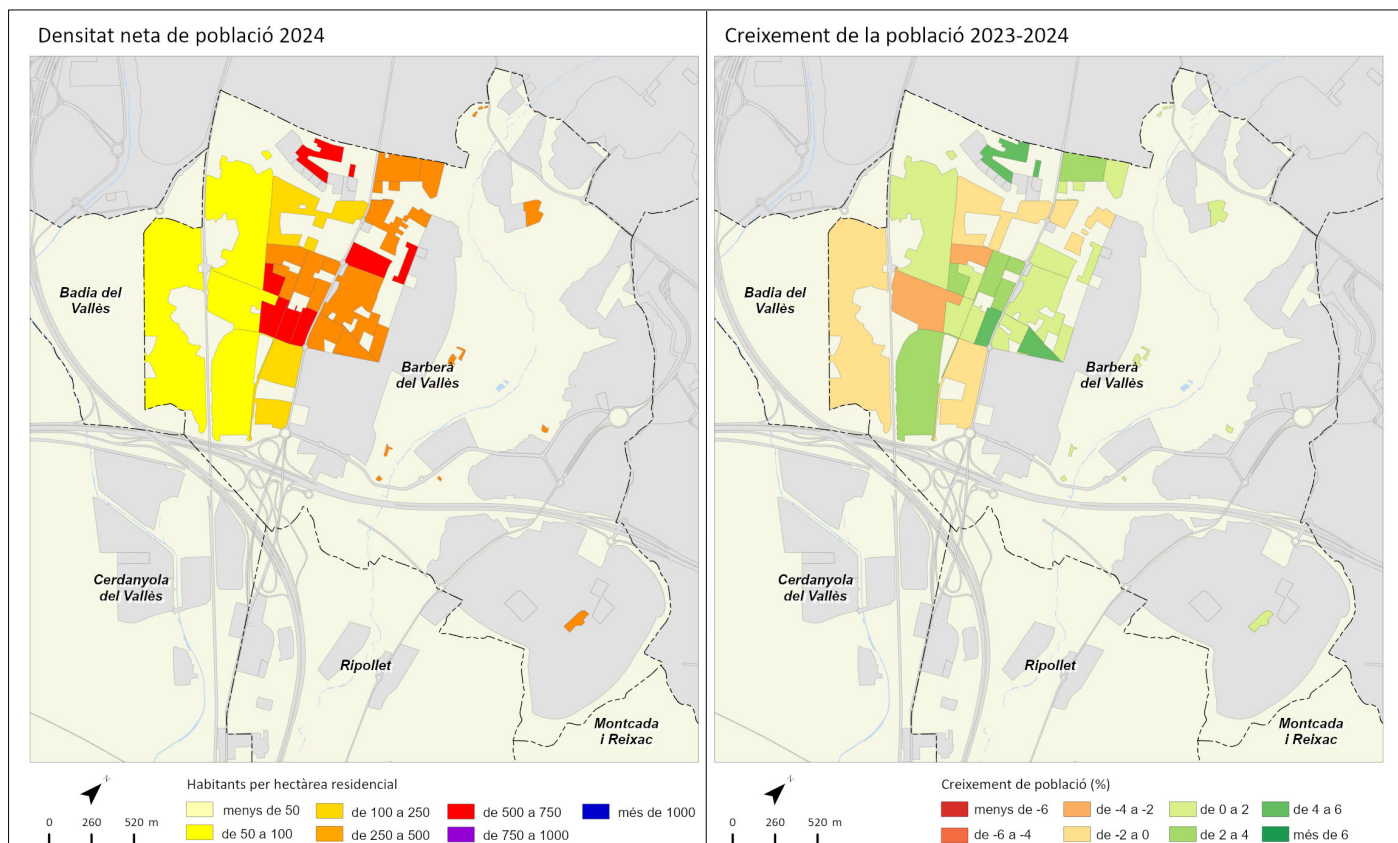 Densitat neta de població 2024
Badia del
Vallès
Barberà
del Vallès
Cerdanyola
del Vallès
Ripollet
Montcada
i Reixac
N
0 260 520 m
Habitants per hectàrea residencial
menys de 50
de 100 a 250
de 500 a 750
més de 1000
de 50 a 100
de 250 a 500
de 750 a 1000
Creixement de la població 2023-2024
Badia del
Vallès
Barberà
del Vallès
Cerdanyola
del Vallès
Ripollet
Montcada
i Reixac
N
0 260 520 m
Creixement de població (%)
menys de -6
de -4 a -2
de 0 a 2
de 4 a 6
de -6 a -4
de -2 a 0
de 2 a 4
més de 6